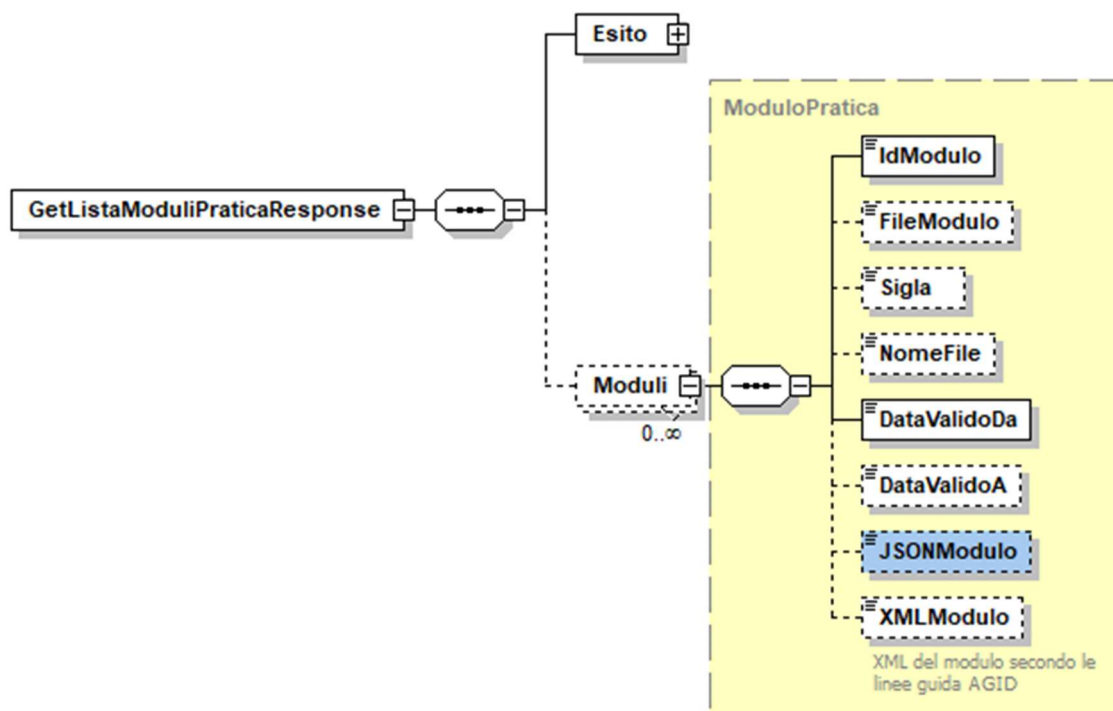 Esito
ModuloPratica
IdModulo
GetListaModuliPraticaResponse
FileModulo
Sigla
NomeFile
Moduli
0..∞
DataValidoDa
DataValidoA
JSONModulo
XMLModulo
XML del modulo secondo le
linee guida AGID